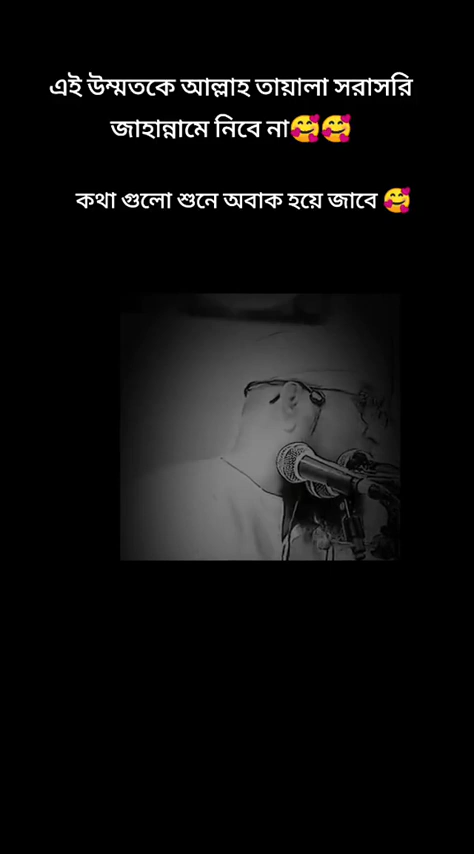 এই উম্মতকে আল্লাহ তায়ালা সরাসরি
জাহান্নামে নিবে না🥰🥰
কথা গুলো শুনে অবাক হয়ে জাবে 🥰